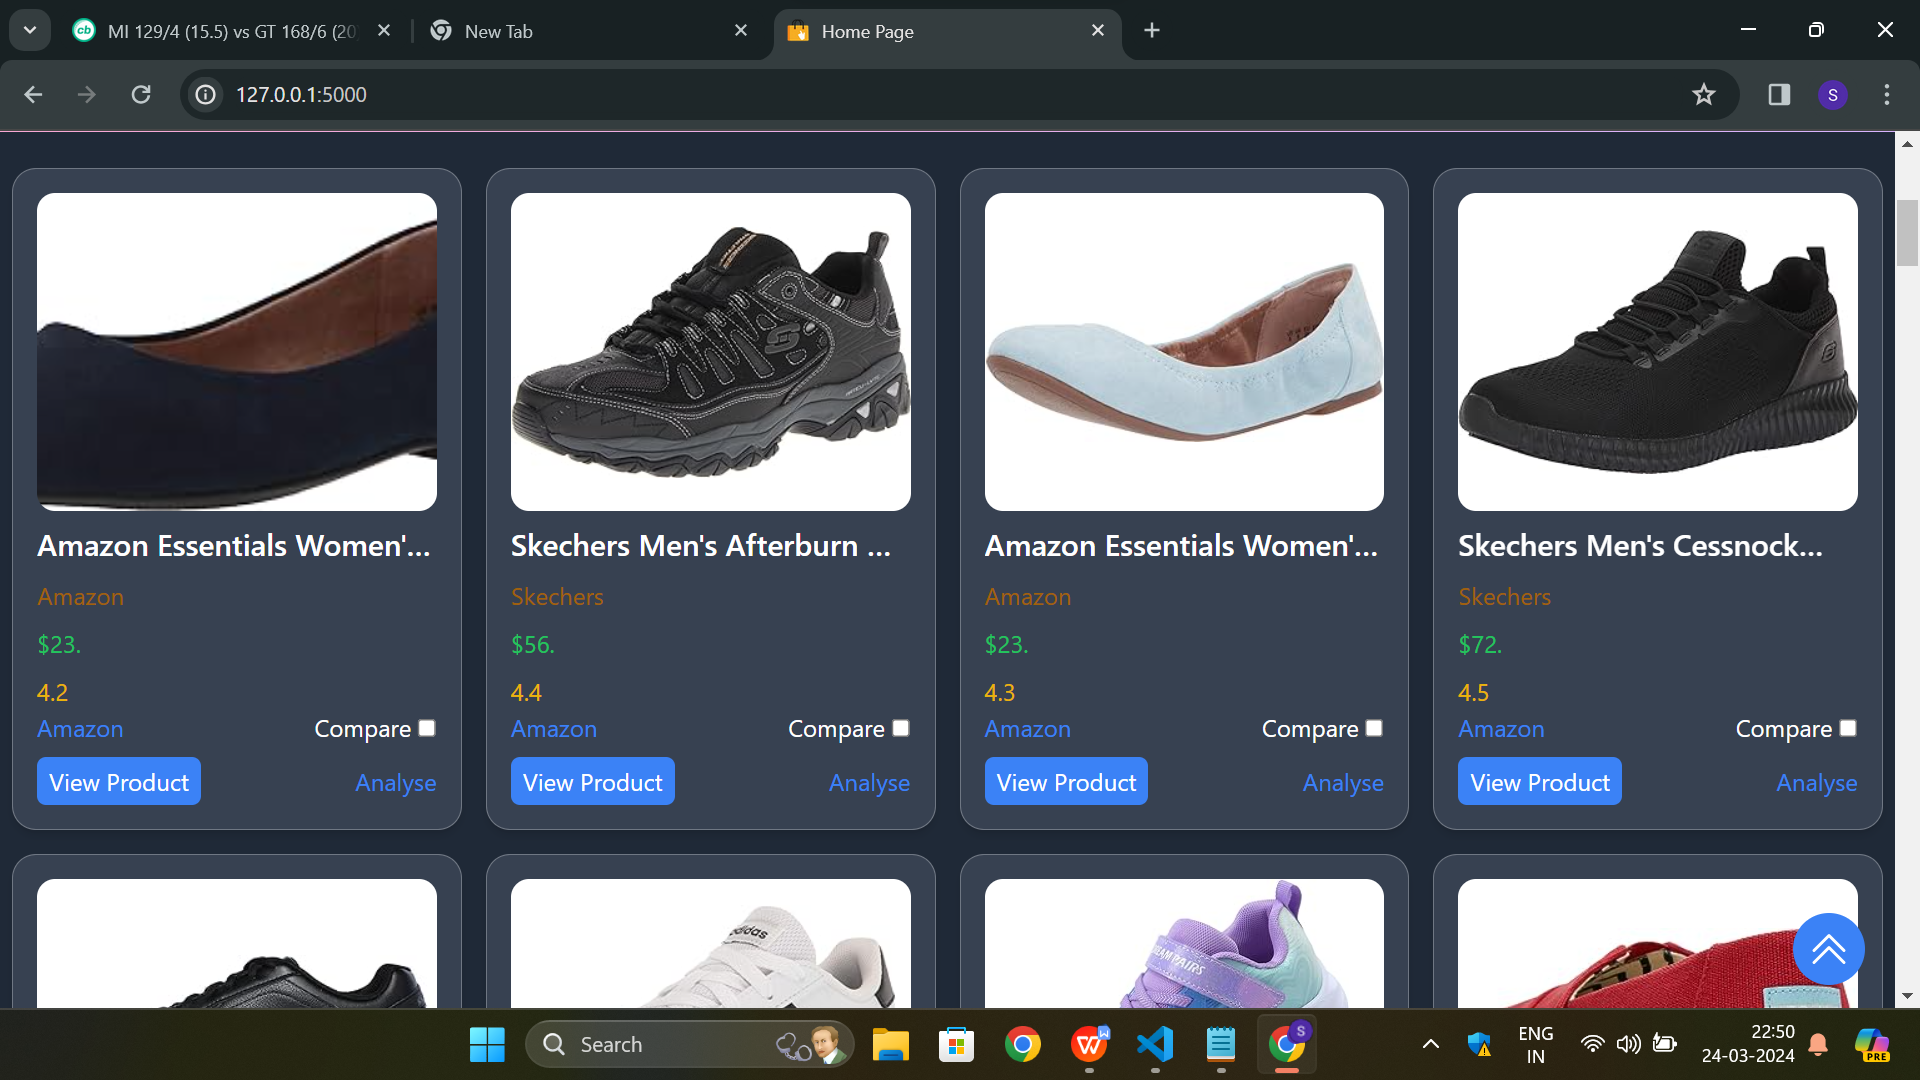 MI 129/4 (15.5) vs GT 168/6 (20
New Tab
Home Page
127.0.0.1:5000
S
Amazon Essentials Women'...
Amazon
$23.
4.2
Amazon
Compare
View Product
Analyse
Skechers Men's Afterburn ...
Skechers
$56.
4.4
Amazon
Compare
View Product
Analyse
Amazon Essentials Women'...
Amazon
$23.
4.3
Amazon
Compare
View Product
Analyse
Skechers Men's Cessnock...
Skechers
$72.
4.5
Amazon
Compare
View Product
Analyse
adidas
Search
S
ENG
IN
22:50
24-03-2024
PRE